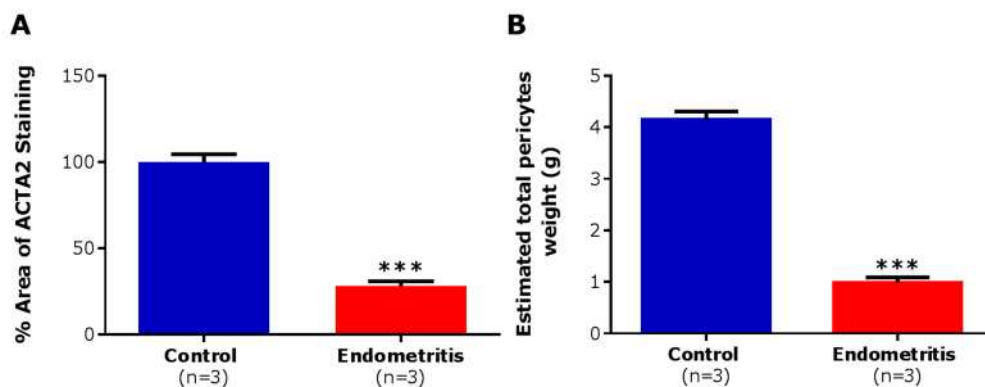 A
% Area of ACTA2 Staining
150
100
50
0
***
Control
(n=3)
Endometritis
(n=3)
B
Estimated total pericytes
weight (g)
5
4
3
2
1
0
***
Control
(n=3)
Endometritis
(n=3)